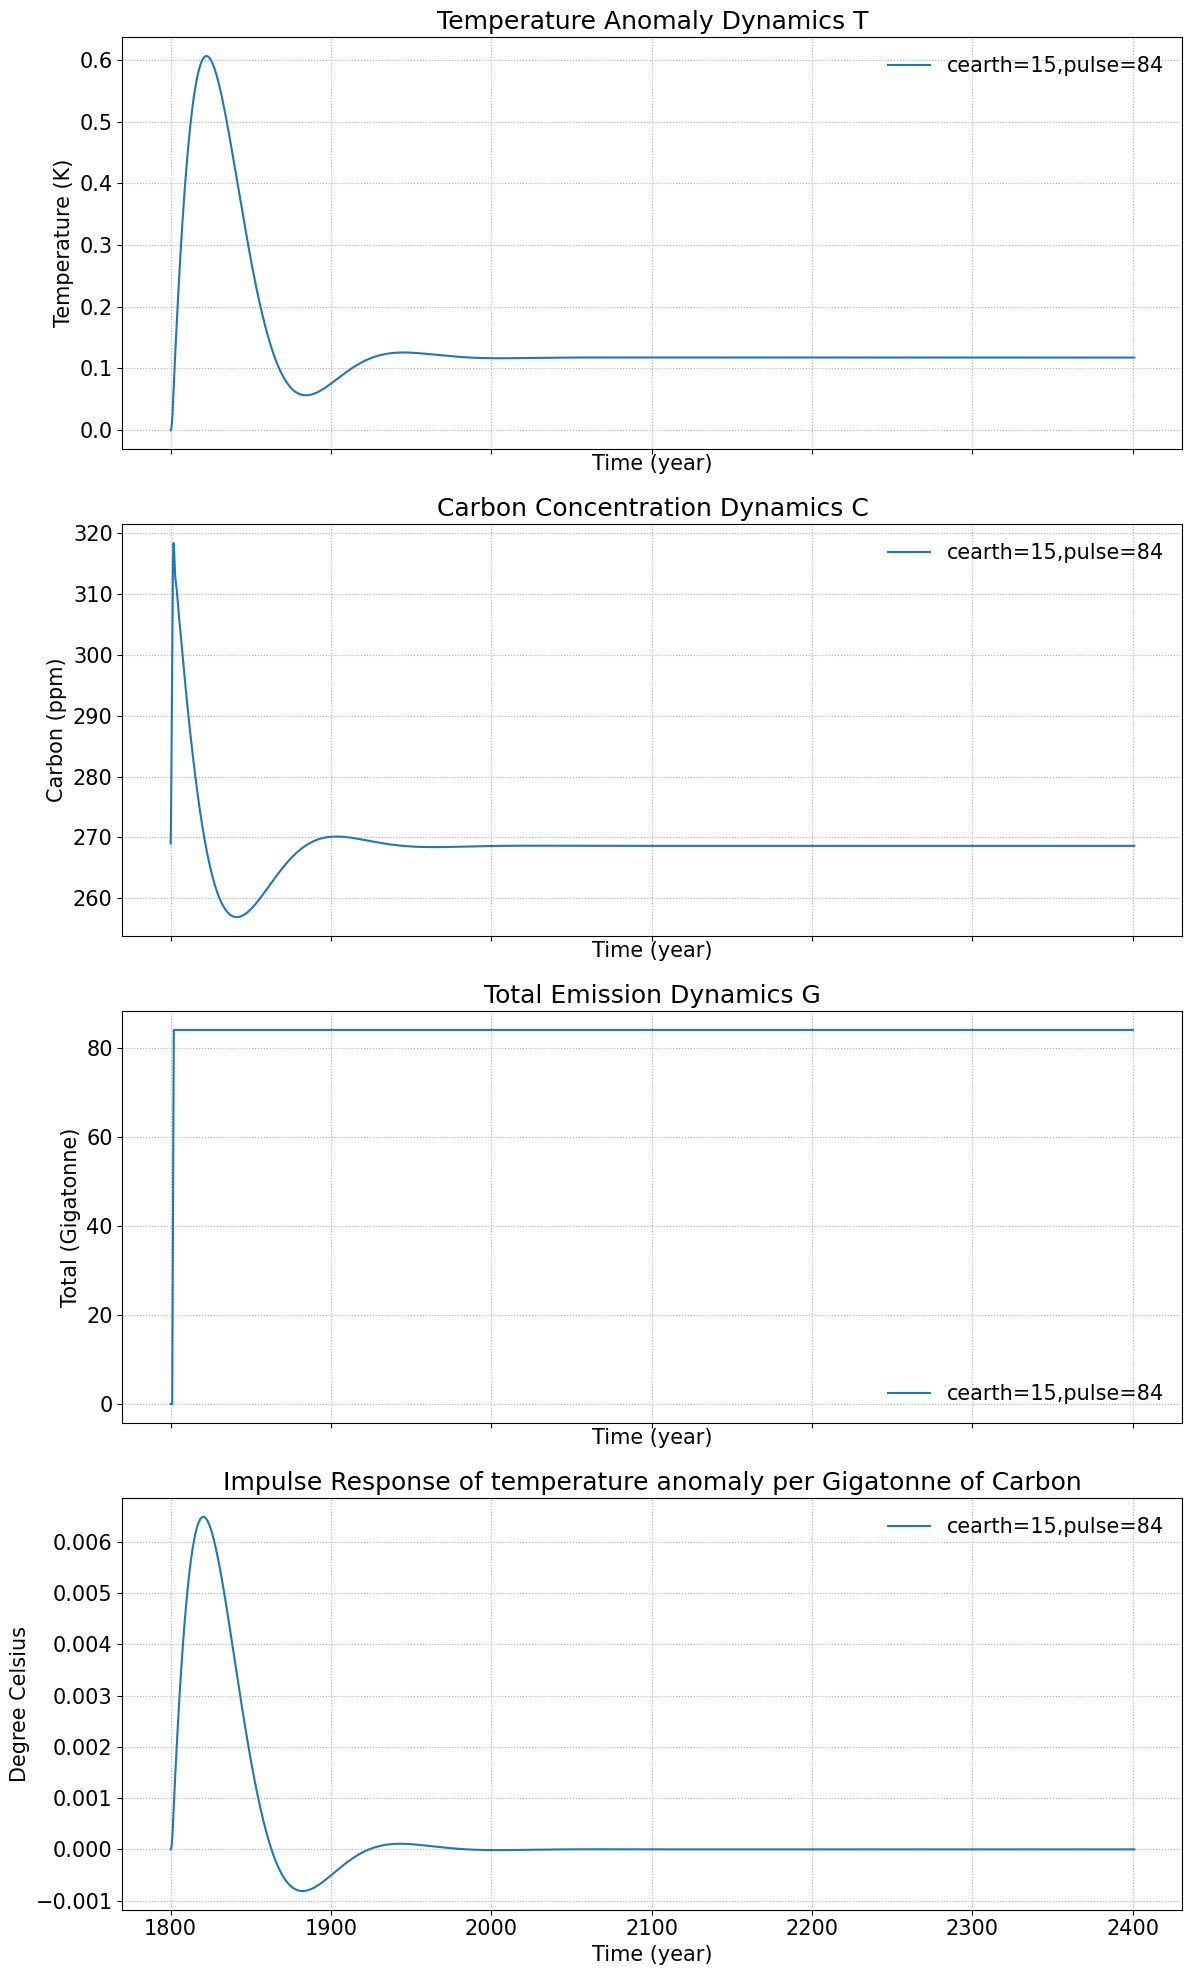 Temperature Anomaly Dynamics T
cearth=15,pulse=84
0.6
0.5
0.4
0.3
0.2
0.1
0.0
Temperature (K)
Time (year)
Carbon Concentration Dynamics C
cearth=15,pulse=84
320
310
300
290
280
270
260
Carbon (ppm)
Time (year)
Total Emission Dynamics G
80
60
40
20
0
Total (Gigatonne)
cearth=15,pulse=84
Time (year)
Impulse Response of temperature anomaly per Gigatonne of Carbon
cearth=15,pulse=84
0.006
0.005
0.004
0.003
0.002
0.001
0.000
−0.001
Degree Celsius
1800 1900 2000 2100 2200 2300 2400
Time (year)